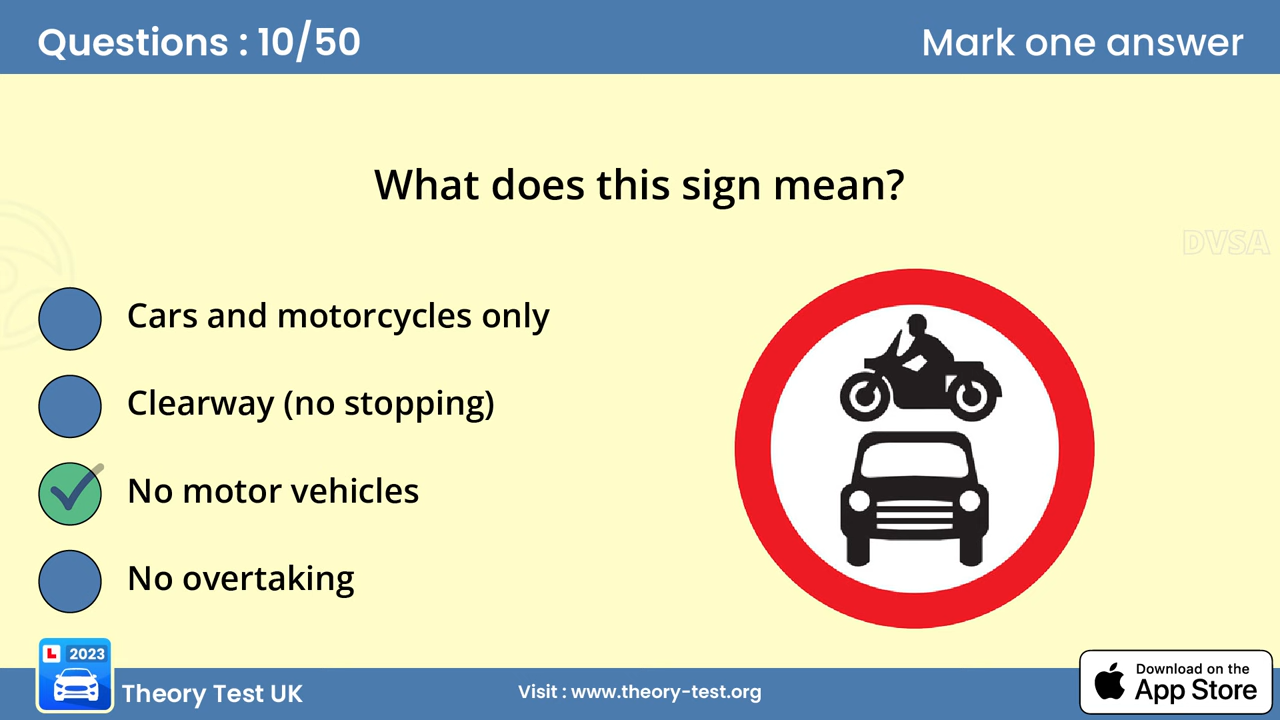 Questions : 10/50
Mark one answer
What does this sign mean?
DVSA
Cars and motorcycles only
Clearway (no stopping)
No motor vehicles
No overtaking
L 2023
Theory Test UK
Visit : www.theory-test.org
Download on the
App Store